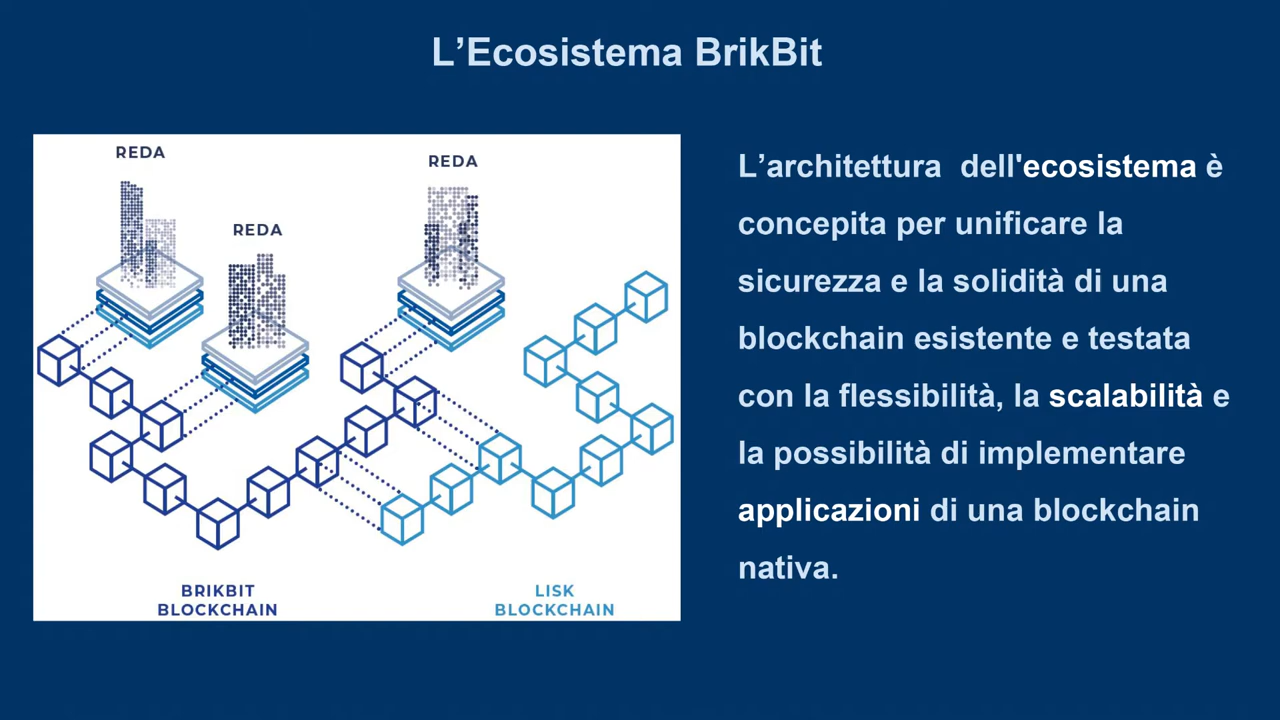 L’Ecosistema BrikBit
REDA
REDA
REDA
BRIKBIT
BLOCKCHAIN
LISK
BLOCKCHAIN
L’architettura  dell'ecosistema è
concepita per unificare la
sicurezza e la solidità di una
blockchain esistente e testata
con la flessibilità, la scalabilità e
la possibilità di implementare
applicazioni di una blockchain
nativa.